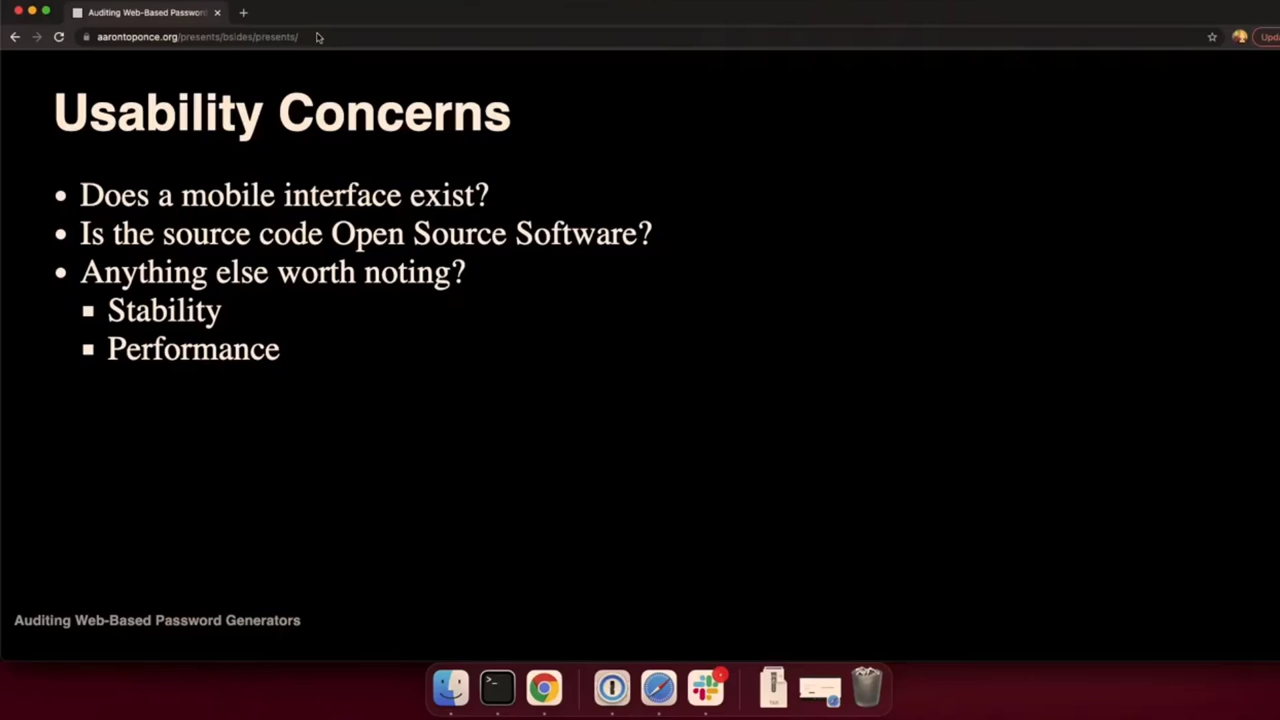 Auditing Web-Based Passwor
aarontoponce.org/presents/bsides/presents/
Upda
Usability Concerns
Does a mobile interface exist?
Is the source code Open Source Software?
Anything else worth noting?
Stability
Performance
Auditing Web-Based Password Generators